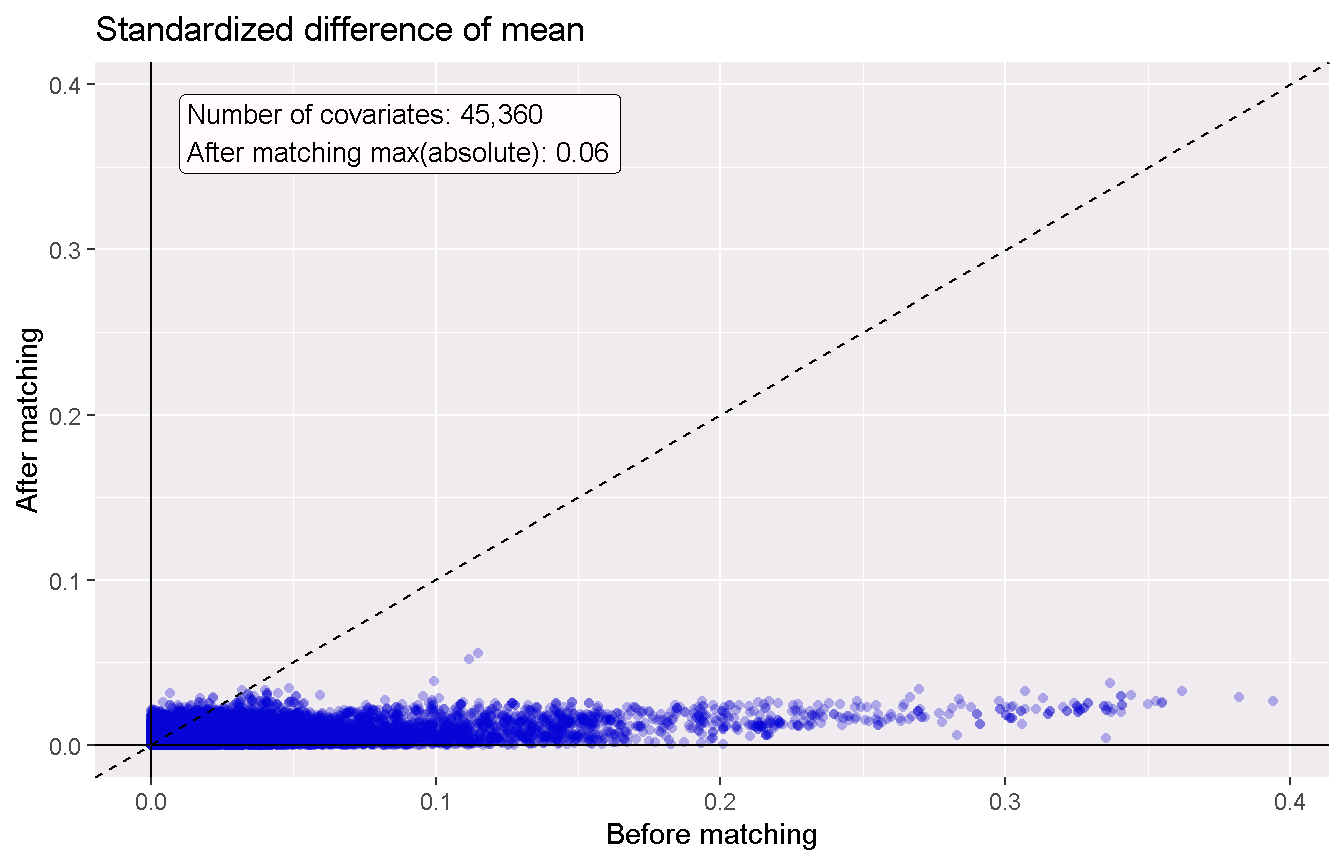 Standardized difference of mean
0.4
Number of covariates: 45,360
After matching max(absolute): 0.06
0.3
0.2
0.1
0.0
After matching
0.0 0.1 0.2 0.3 0.4
Before matching